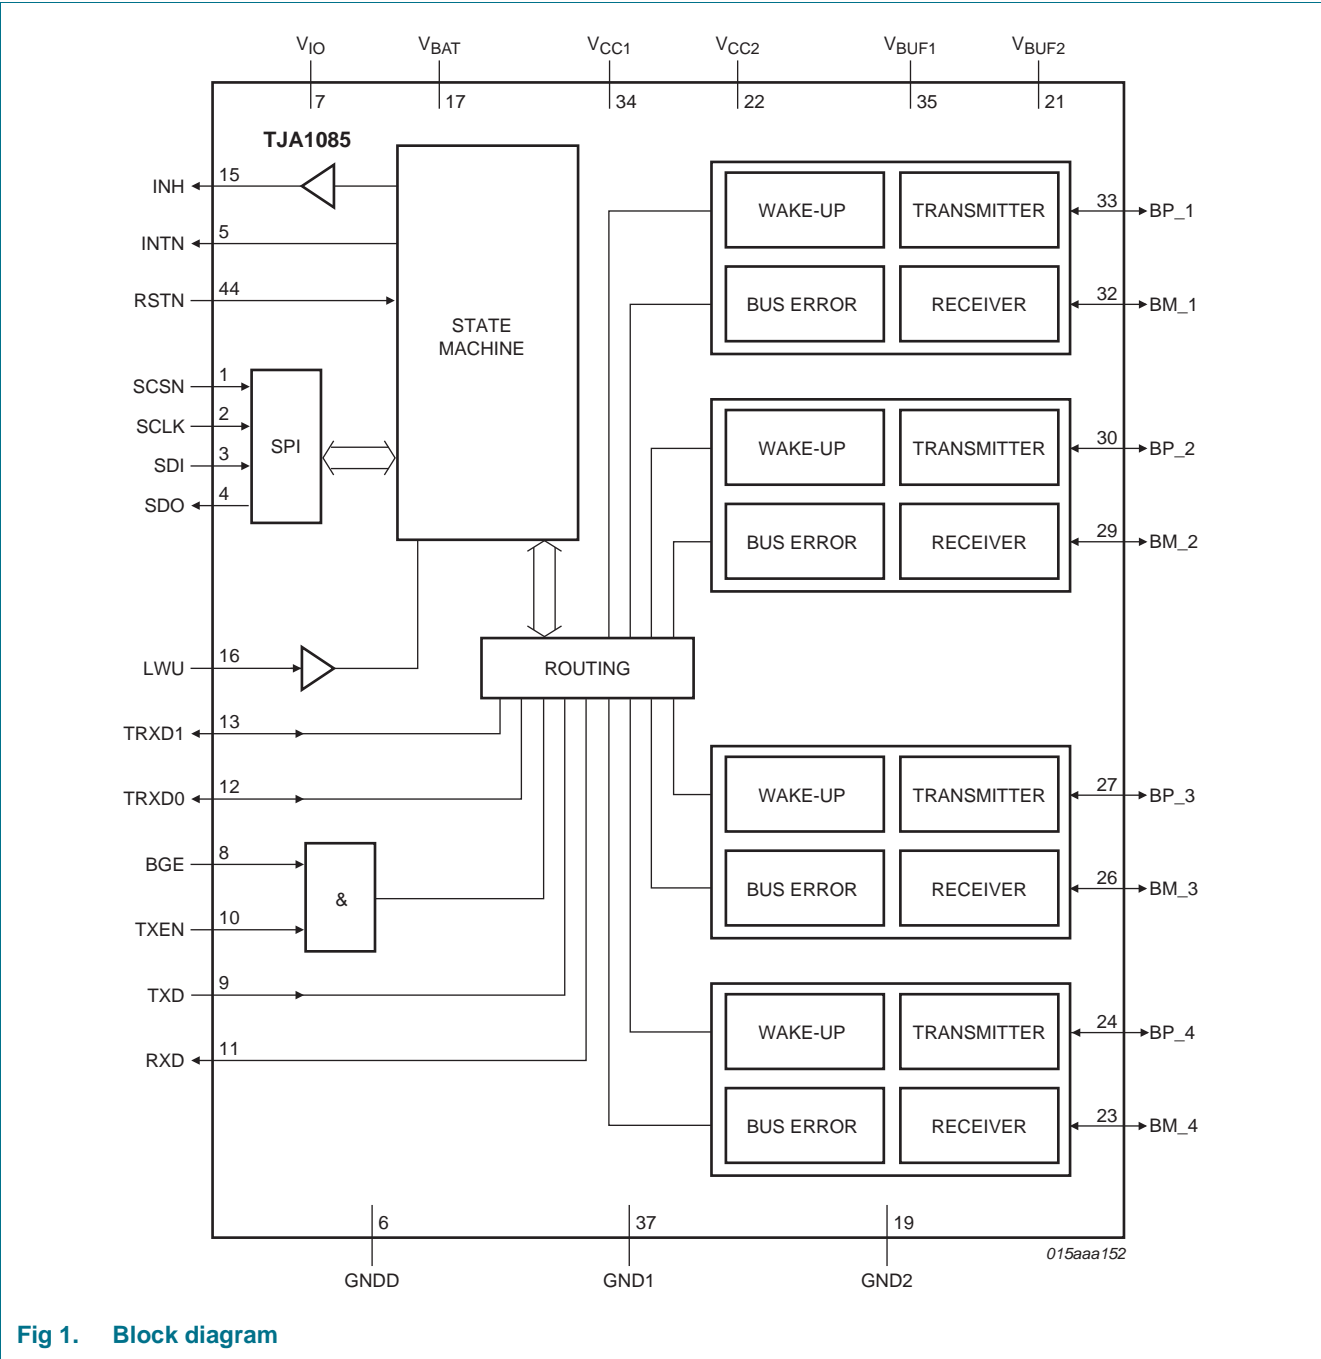 VIO VBAT VCC1 VCC2 VBUF1 VBUF2
7 17 34 22 35 21
TJA1085
INH 15
INTN 5
RSTN 44
STATE
MACHINE
SCSN 1
SCLK 2
SDI 3
SDO 4
SPI
LWU 16
ROUTING
TRXD1 13
TRXD0 12
BGE 8
&
TXEN 10
TXD 9
RXD 11
WAKE-UP TRANSMITTER 33 BP_1
BUS ERROR RECEIVER 32 BM_1
WAKE-UP TRANSMITTER 30 BP_2
BUS ERROR RECEIVER 29 BM_2
WAKE-UP TRANSMITTER 27 BP_3
BUS ERROR RECEIVER 26 BM_3
WAKE-UP TRANSMITTER 24 BP_4
BUS ERROR RECEIVER 23 BM_4
6 37 19
GNDD GND1 GND2
015aaa152
Fig 1. Block diagram